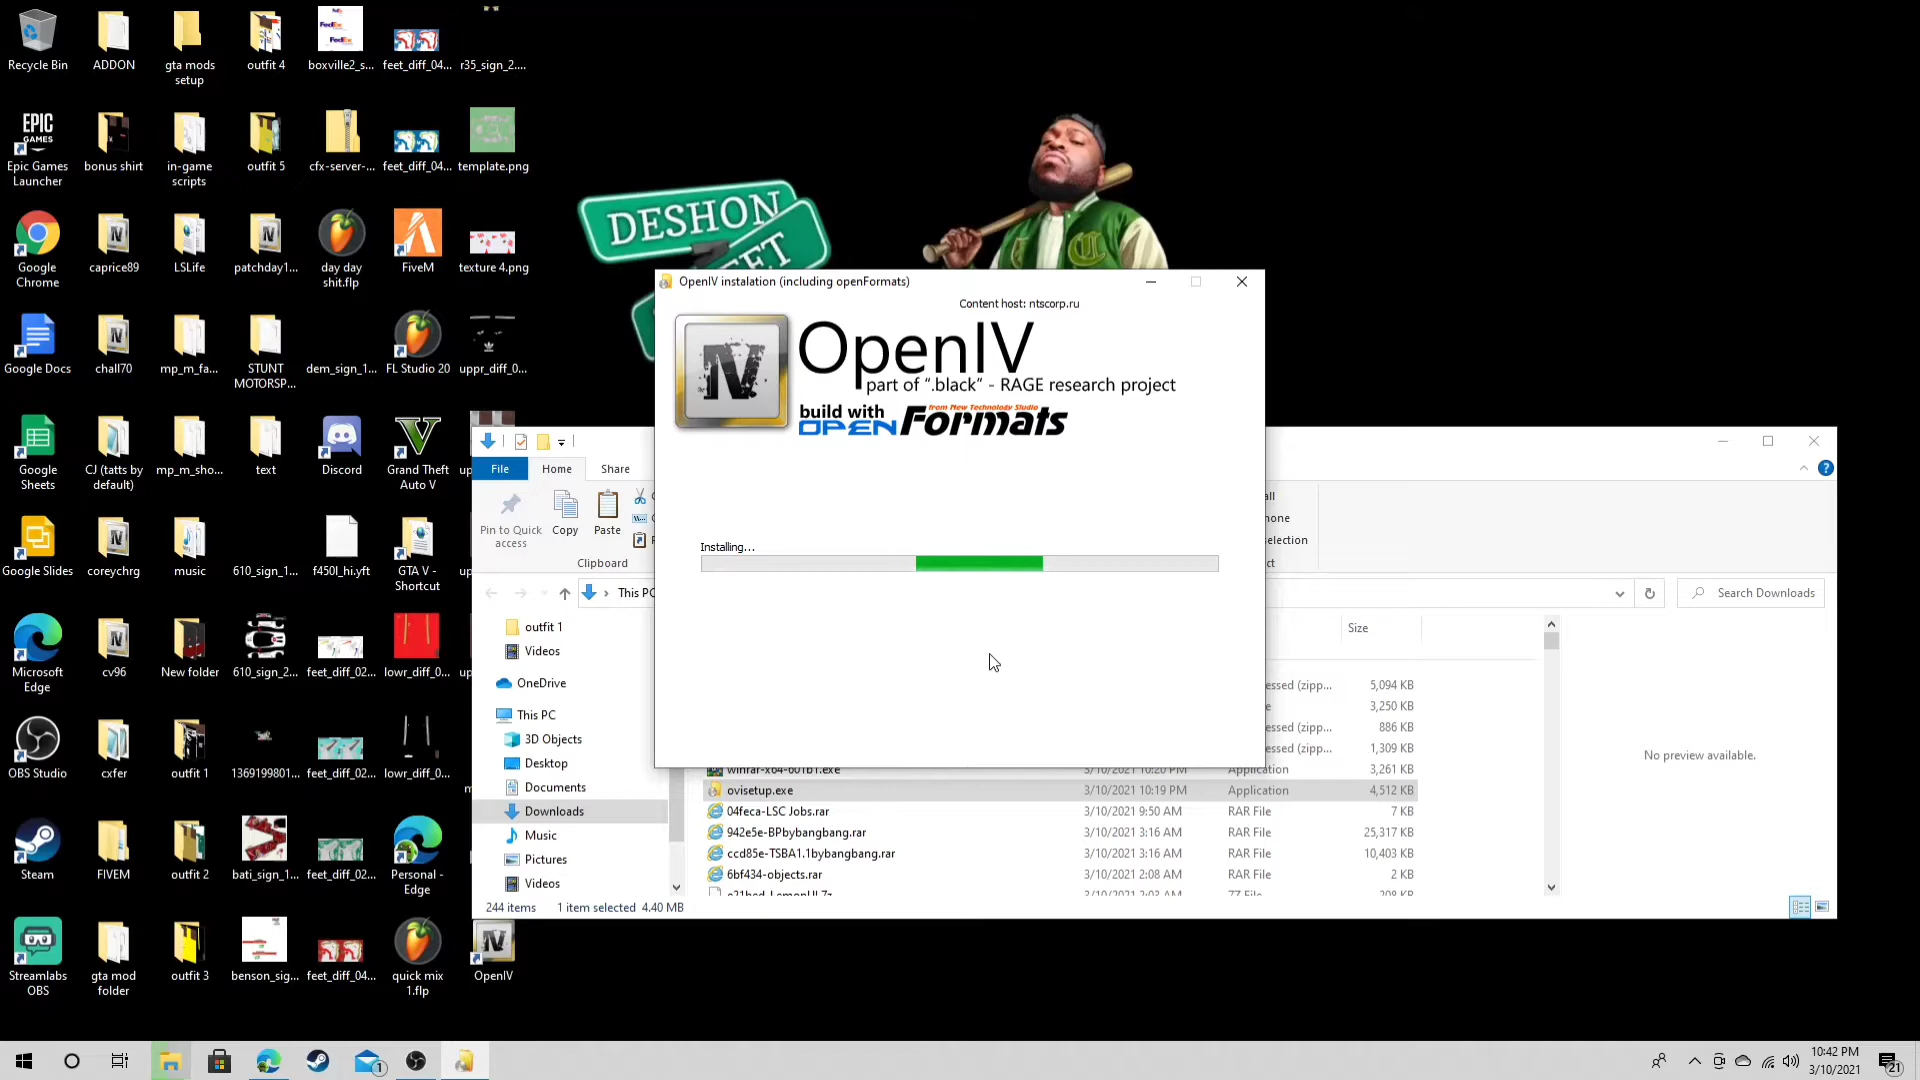 Recycle Bin
ADDON
gta mods
setup
outfit 4
boxville2_s...
feet_diff_04...
r35_sign_2....
Epic Games
Launcher
bonus shirt
in-game
scripts
outfit 5
cfx-server-...
feet_diff_04...
template.png
Google
Chrome
caprice89
LSLife
patchday1...
day day
shit.flp
FiveM
texture 4.png
Google Docs
chall70
mp_m_fa...
STUNT
MOTORSP...
dem_sign_1...
FL Studio 20
uppr_diff_0...
Google
Sheets
CJ (tatts by
default)
mp_m_sho...
text
Discord
Grand Theft
Auto V
Google Slides
coreychrg
music
610_sign_1...
f450l_hi.yft
GTA V -
Shortcut
Microsoft
Edge
cv96
New folder
610_sign_2...
feet_diff_02...
lowr_diff_0...
OBS Studio
cxfer
outfit 1
1369199801...
feet_diff_02...
lowr_diff_0...
Steam
FIVEM
outfit 2
bati_sign_1...
feet_diff_02...
Personal -
Edge
Streamlabs
OBS
gta mod
folder
outfit 3
benson_sig...
feet_diff_04...
quick mix
1.flp
OpenIV
EPIC
GAMES
FedEx
FedEx
DESHON
OpenIV instalation (including openFormats)
Content host: ntscorp.ru
IV
OpenIV
part of ".black" - RAGE research project
build with
from New Technology Studio
OPEN Formats
Installing...
File
Home
Share
Pin to Quick
access
Copy
Paste
Clipboard
This PC
Search Downloads
outfit 1
Videos
OneDrive
This PC
3D Objects
Desktop
Documents
Downloads
Music
Pictures
Videos
Size
essed (zipp...
5,094 KB
3,250 KB
essed (zipp...
886 KB
essed (zipp...
1,309 KB
winrar-x64-601b1.exe
3/10/2021 10:20 PM
Application
3,261 KB
ovisetup.exe
3/10/2021 10:19 PM
Application
4,512 KB
04feca-LSC Jobs.rar
3/10/2021 9:50 AM
RAR File
7 KB
942e5e-BPbybangbang.rar
3/10/2021 3:16 AM
RAR File
25,317 KB
ccd85e-TSBA1.1bybangbang.rar
3/10/2021 3:16 AM
RAR File
10,403 KB
6bf434-objects.rar
3/10/2021 2:08 AM
RAR File
2 KB
No preview available.
244 items
1 item selected 4.40 MB
10:42 PM
3/10/2021
21
1